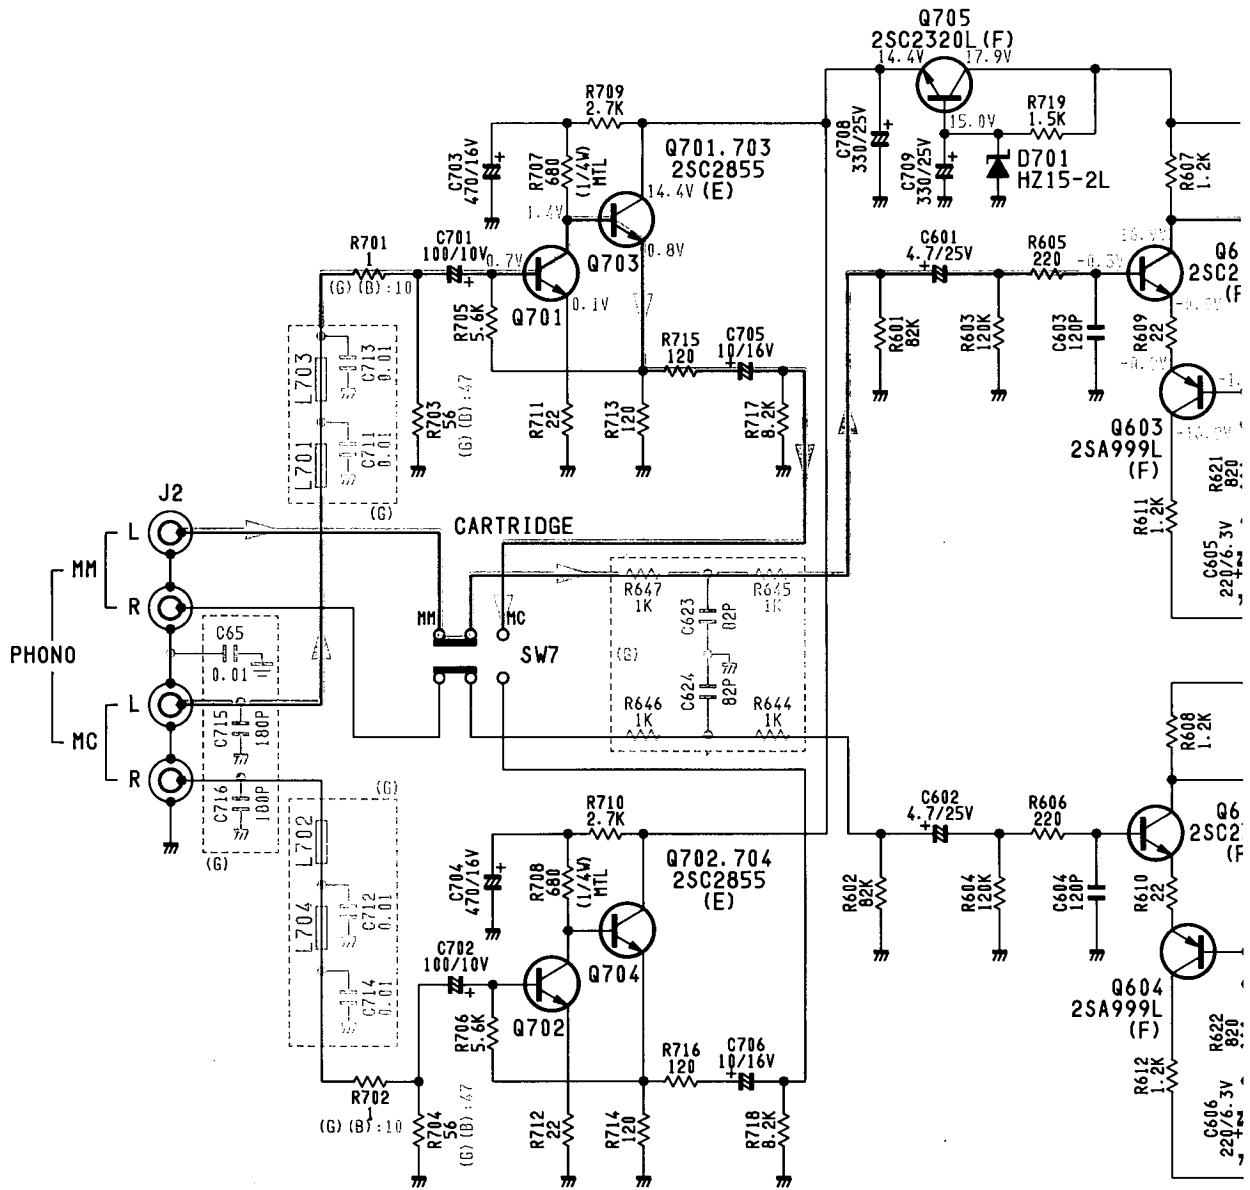 Q705
2SC2320L(F)
14.4V
17.9V
15.0V
R719
1.5K
C708
330/25V
C709
330/25V
D701
HZ15-2L
R607
1.2K
R709
2.7K
C703
470/16V
R707
680
(1/4W)
MTL
Q701.703
2SC2855
(E)
14.4V
1.4V
0.8V
Q703
R701
1
(G)(B):10
C701
100/10V
0.7V
0.1V
Q701
R705
5.6K
R703
56
(G)(B):47
R711
22
R713
120
R715
120
C705
10/16V
R717
8.2K
C601
4.7/25V
R605
220
-0.3V
Q6
2SC2
(F
R601
82K
R603
120K
C603
120P
R609
22
Q603
2SA999L
(F)
R611
1.2K
R621
820
C605
220/6.3V
L703
C713
0.01
L701
C711
0.01
(G)
J2
L
MM
R
PHONO
L
MC
R
C65
0.01
C715
180P
C716
180P
(G)
CARTRIDGE
MM
MC
SW7
R647
1K
R645
1K
C623
82P
(G)
C624
82P
R646
1K
R644
1K
(G)
L702
C712
0.01
L704
C714
0.01
R702
1
(G)(B):10
R704
56
(G)(B):47
R710
2.7K
C704
470/16V
R708
680
(1/4W)
MTL
Q702.704
2SC2855
(E)
C702
100/10V
Q704
Q702
R706
5.6K
R712
22
R714
120
R716
120
C706
10/16V
R718
8.2K
R608
1.2K
C602
4.7/25V
R606
220
Q6
2SC2
(F
R602
82K
R604
120K
C604
120P
R610
22
Q604
2SA999L
(F)
R612
1.2K
R622
820
C606
220/6.3V